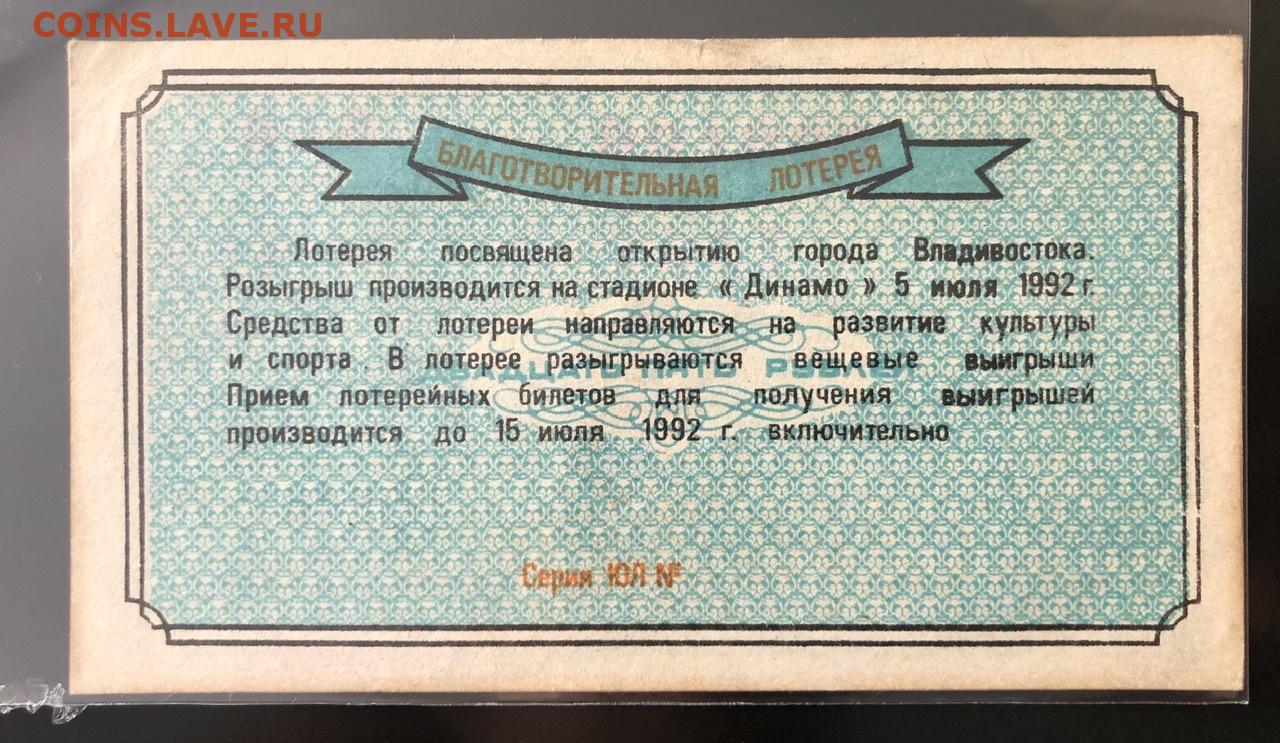 COINS.LAVE.RU
БЛАГОТВОРИТЕЛЬНАЯ ЛОТЕРЕЯ
Лотерея посвящена открытию города Владивостока.
Розыгрыш производится на стадионе « Динамо » 5 июля 1992 г.
Средства от лотереи направляются на развитие культуры
и спорта . В лотерее разыгрываются вещевые выигрыши
Прием лотерейных билетов для получения выигрышей
производится до 15 июля 1992 г. включительно
Серия ЮЛ №